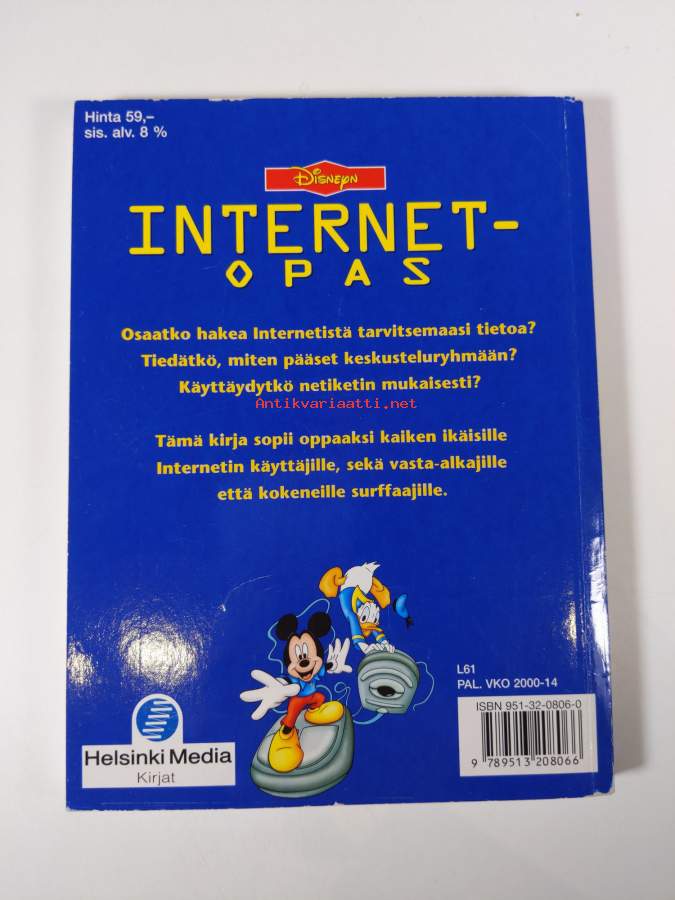 Hinta 59,–
sis. alv. 8 %
DISNEYN
INTERNET-
OPAS
Osaatko hakea Internetistä tarvitsemaasi tietoa?
Tiedätkö, miten pääset keskusteluryhmään?
Käyttäydytkö netiketin mukaisesti?
Antikvariaatti.net
Tämä kirja sopii oppaaksi kaiken ikäisille
Internetin käyttäjille, sekä vasta-alkajille
että kokeneille surffaajille.
L61
PAL. VKO 2000-14
ISBN 951-32-0806-0
9 789513 208066
Helsinki Media
Kirjat